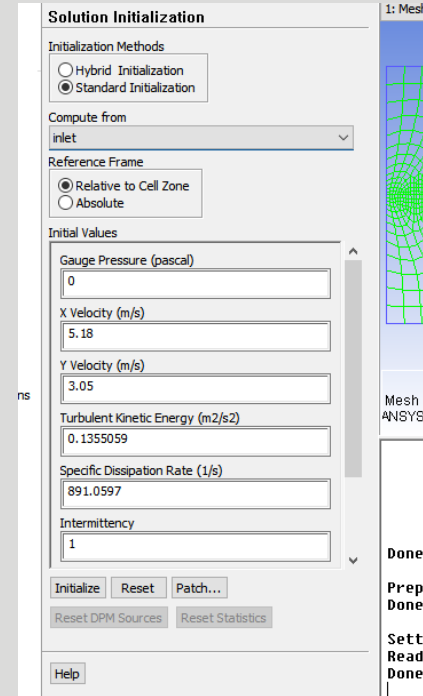 Solution Initialization
Initialization Methods
Hybrid Initialization
Standard Initialization
Compute from
inlet
Reference Frame
Relative to Cell Zone
Absolute
Initial Values
Gauge Pressure (pascal)
0
X Velocity (m/s)
5.18
Y Velocity (m/s)
3.05
Turbulent Kinetic Energy (m2/s2)
0.1355059
Specific Dissipation Rate (1/s)
891.0597
Intermittency
1
Initialize Reset Patch...
Reset DPM Sources Reset Statistics
Help
ns
1: Mesh
Mesh
ANSYS
Done
Prep
Done
Sett
Read
Done